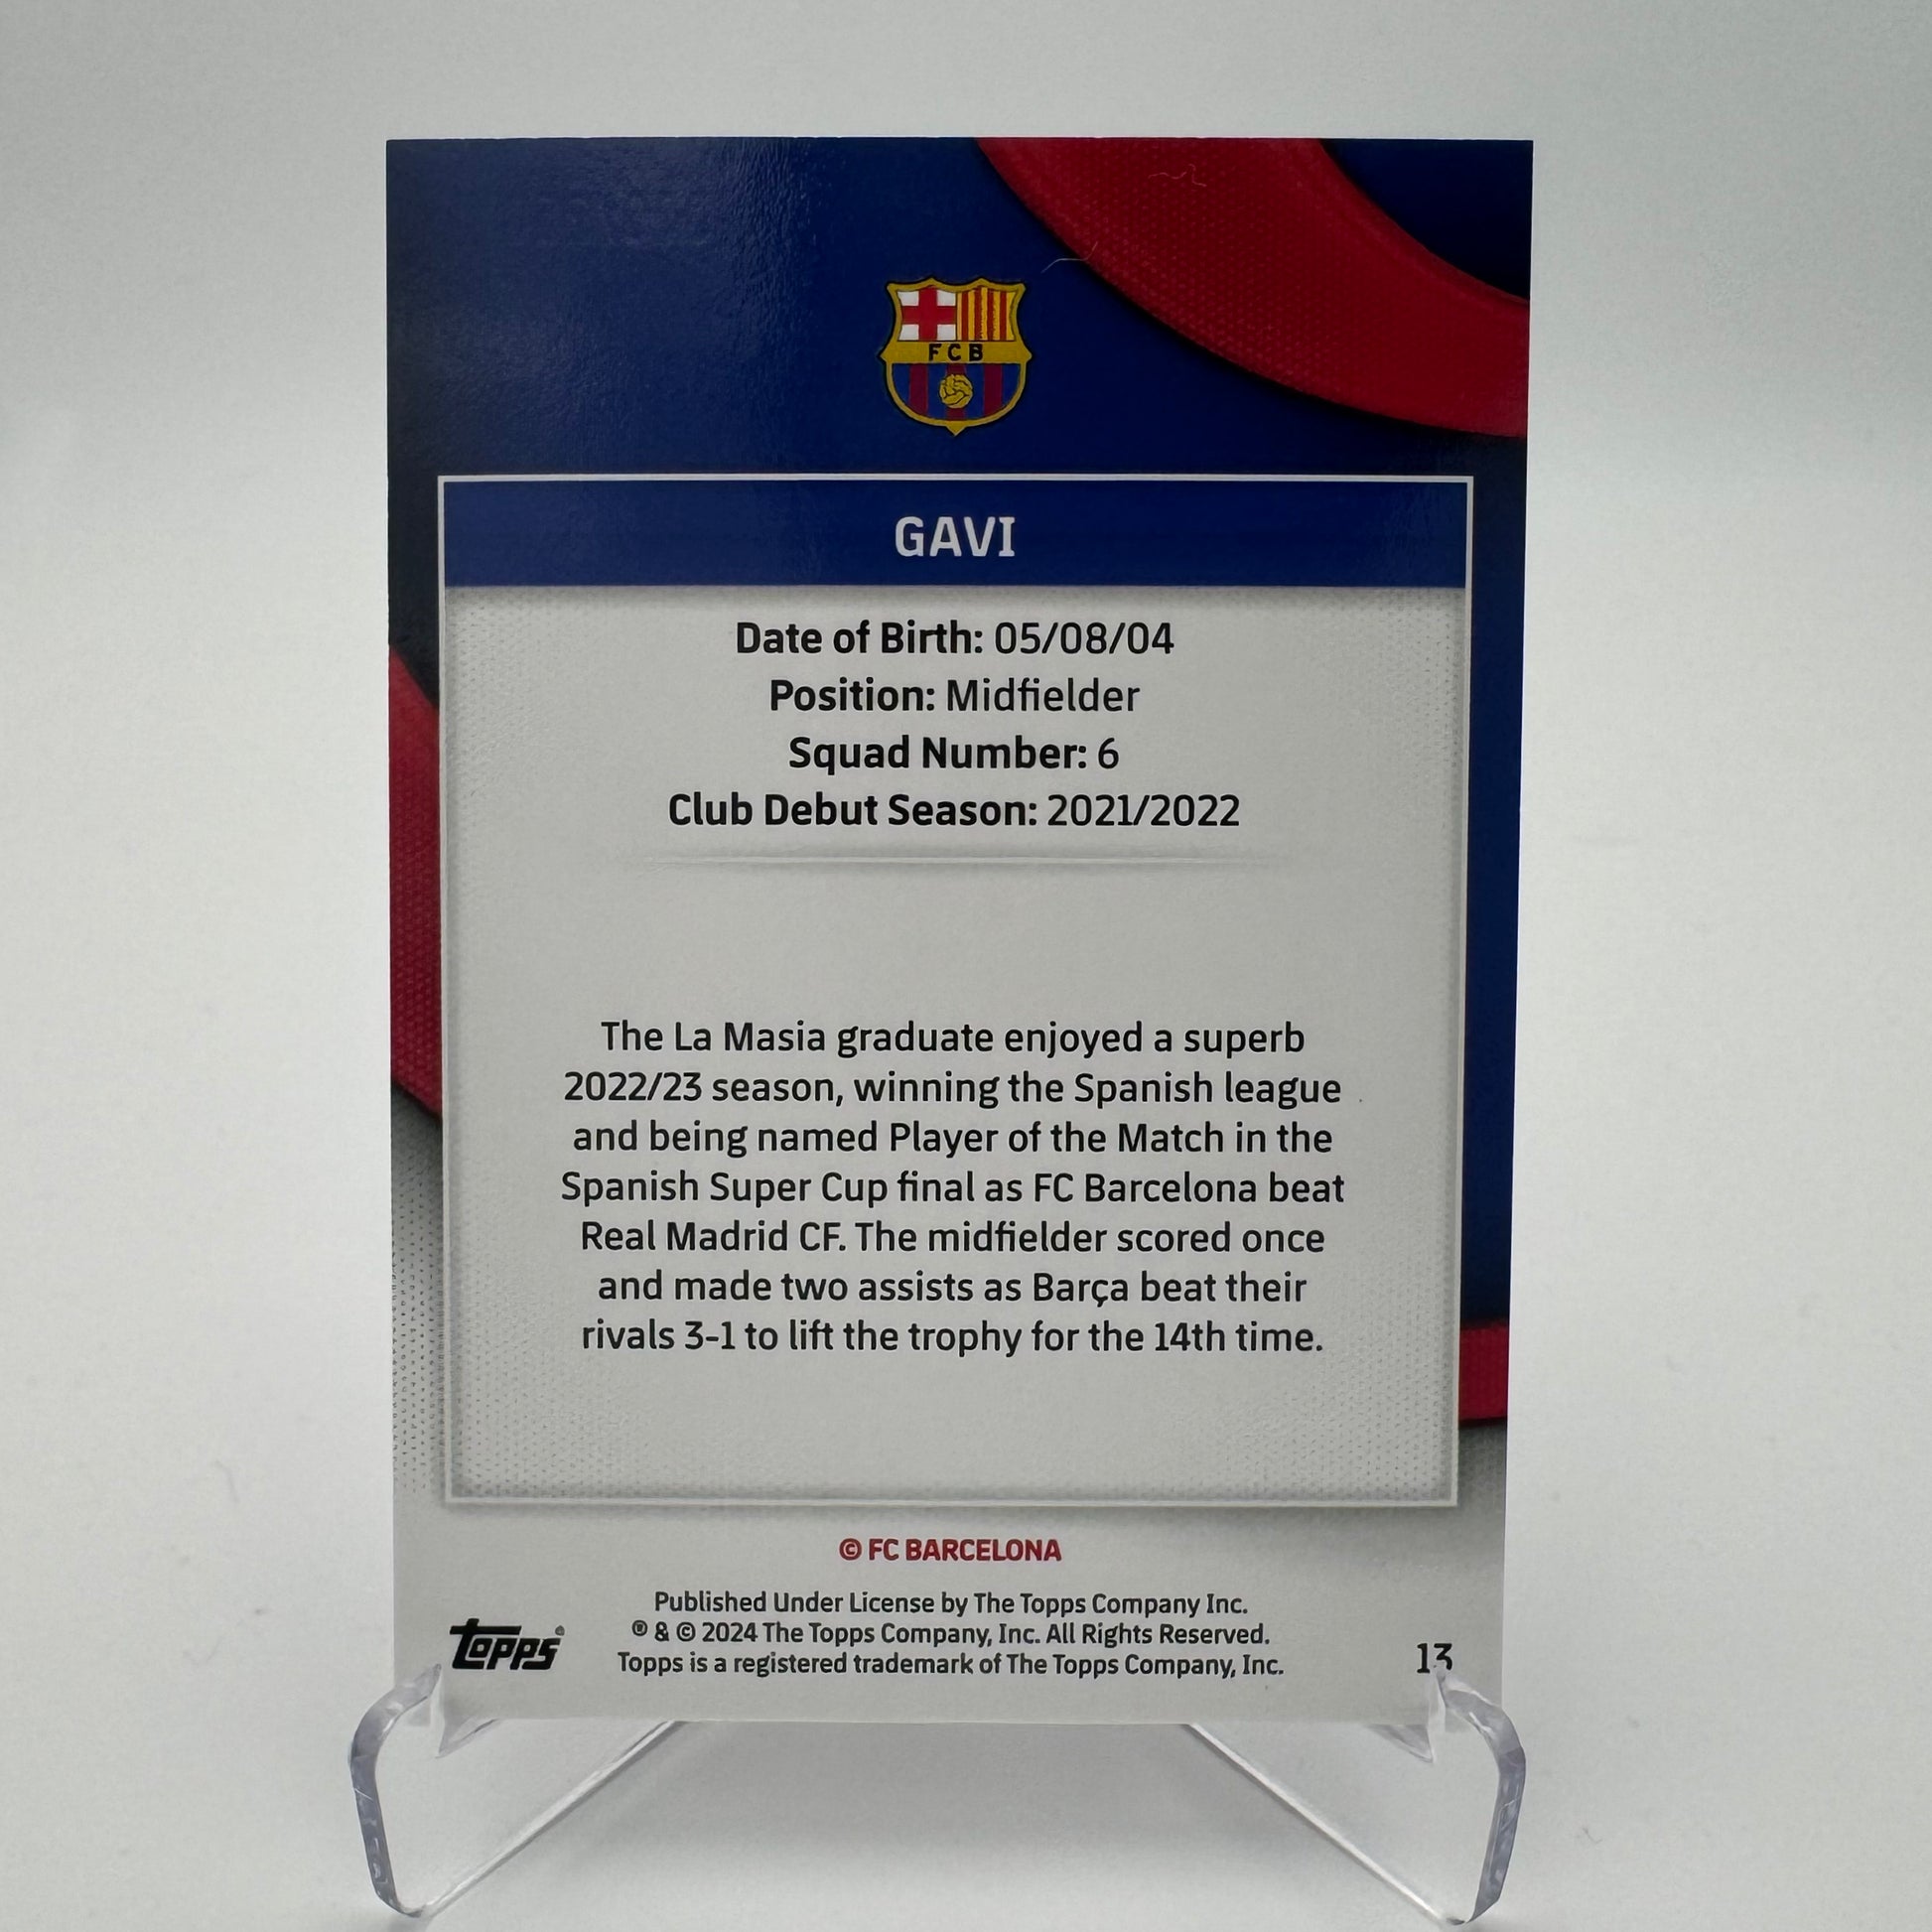 FCB
GAVI
Date of Birth: 05/08/04
Position: Midfielder
Squad Number: 6
Club Debut Season: 2021/2022
The La Masia graduate enjoyed a superb
2022/23 season, winning the Spanish league
and being named Player of the Match in the
Spanish Super Cup final as FC Barcelona beat
Real Madrid CF. The midfielder scored once
and made two assists as Barça beat their
rivals 3-1 to lift the trophy for the 14th time.
© FC BARCELONA
Published Under License by The Topps Company Inc.
® & © 2024 The Topps Company, Inc. All Rights Reserved.
Topps is a registered trademark of The Topps Company, Inc.
topps®
13